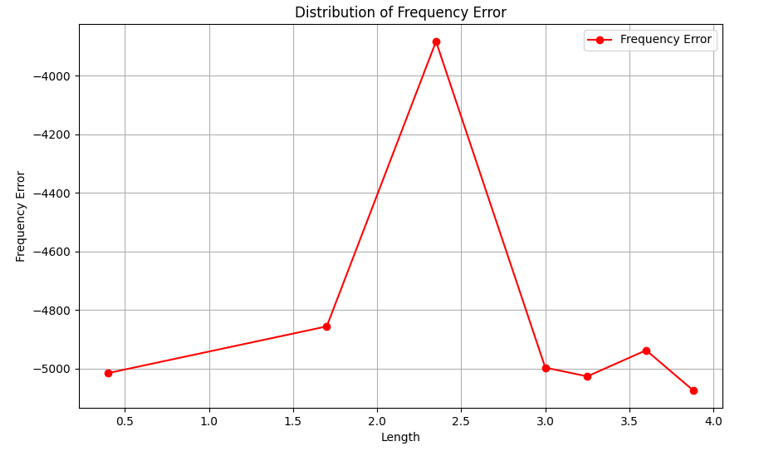 Distribution of Frequency Error
Frequency Error
−4000
−4200
−4400
−4600
−4800
−5000
Frequency Error
0.5 1.0 1.5 2.0 2.5 3.0 3.5 4.0
Length